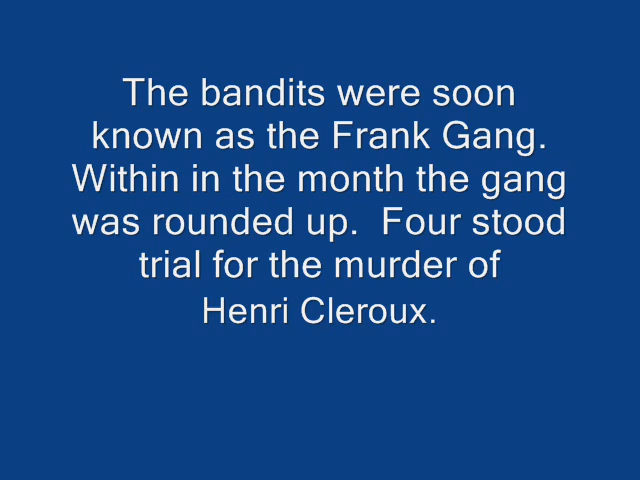 The bandits were soon
known as the Frank Gang.
Within in the month the gang
was rounded up.  Four stood
trial for the murder of
Henri Cleroux.